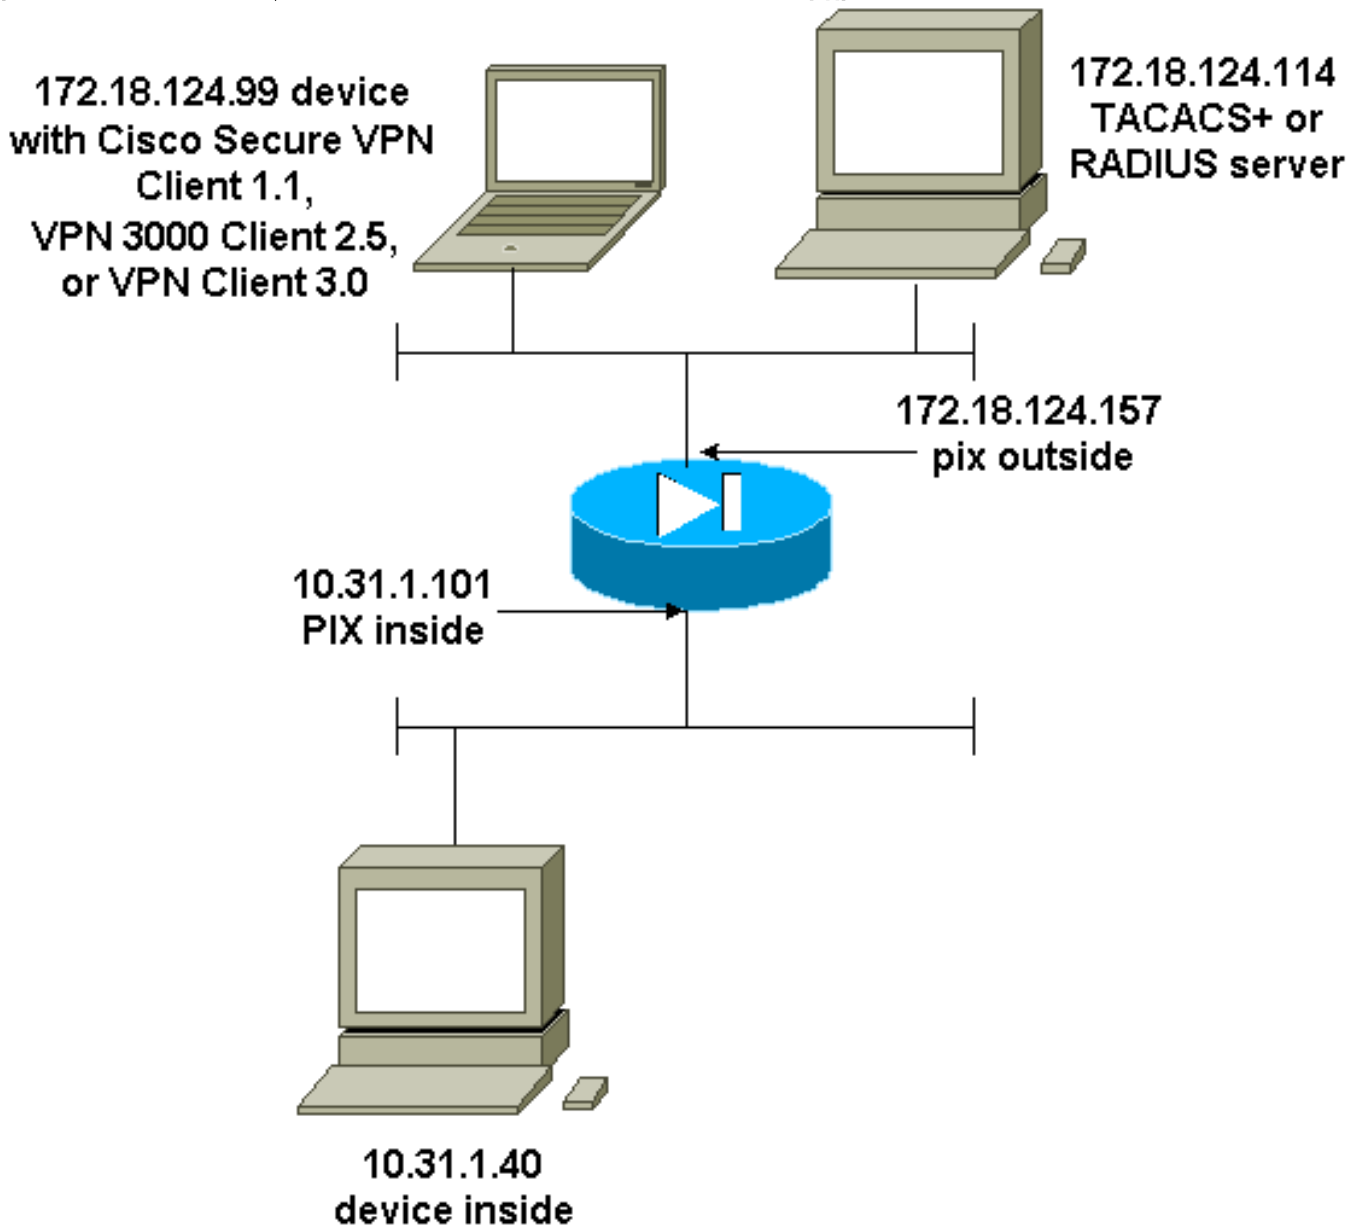 172.18.124.99 device
with Cisco Secure VPN
Client 1.1,
VPN 3000 Client 2.5,
or VPN Client 3.0
172.18.124.114
TACACS+ or
RADIUS server
172.18.124.157
pix outside
10.31.1.101
PIX inside
10.31.1.40
device inside